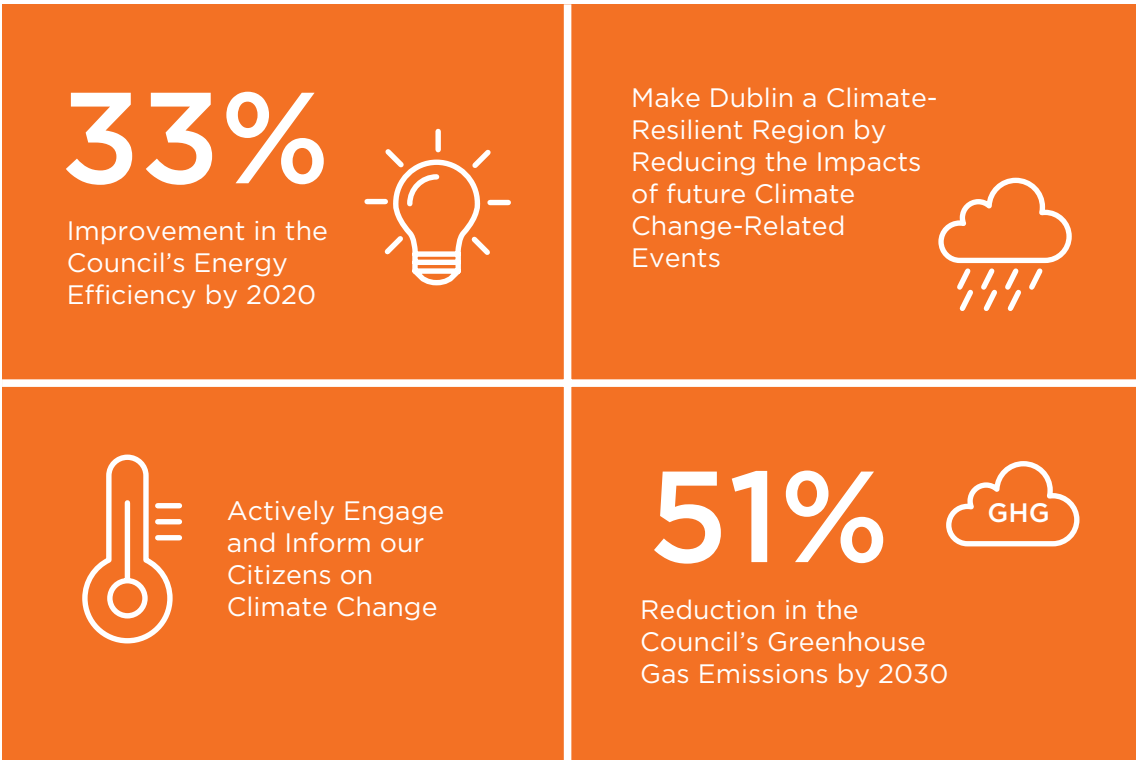 33%
Improvement in the
Council's Energy
Efficiency by 2020
Make Dublin a Climate-
Resilient Region by
Reducing the Impacts
of future Climate
Change-Related
Events
Actively Engage
and Inform our
Citizens on
Climate Change
51%
GHG
Reduction in the
Council's Greenhouse
Gas Emissions by 2030